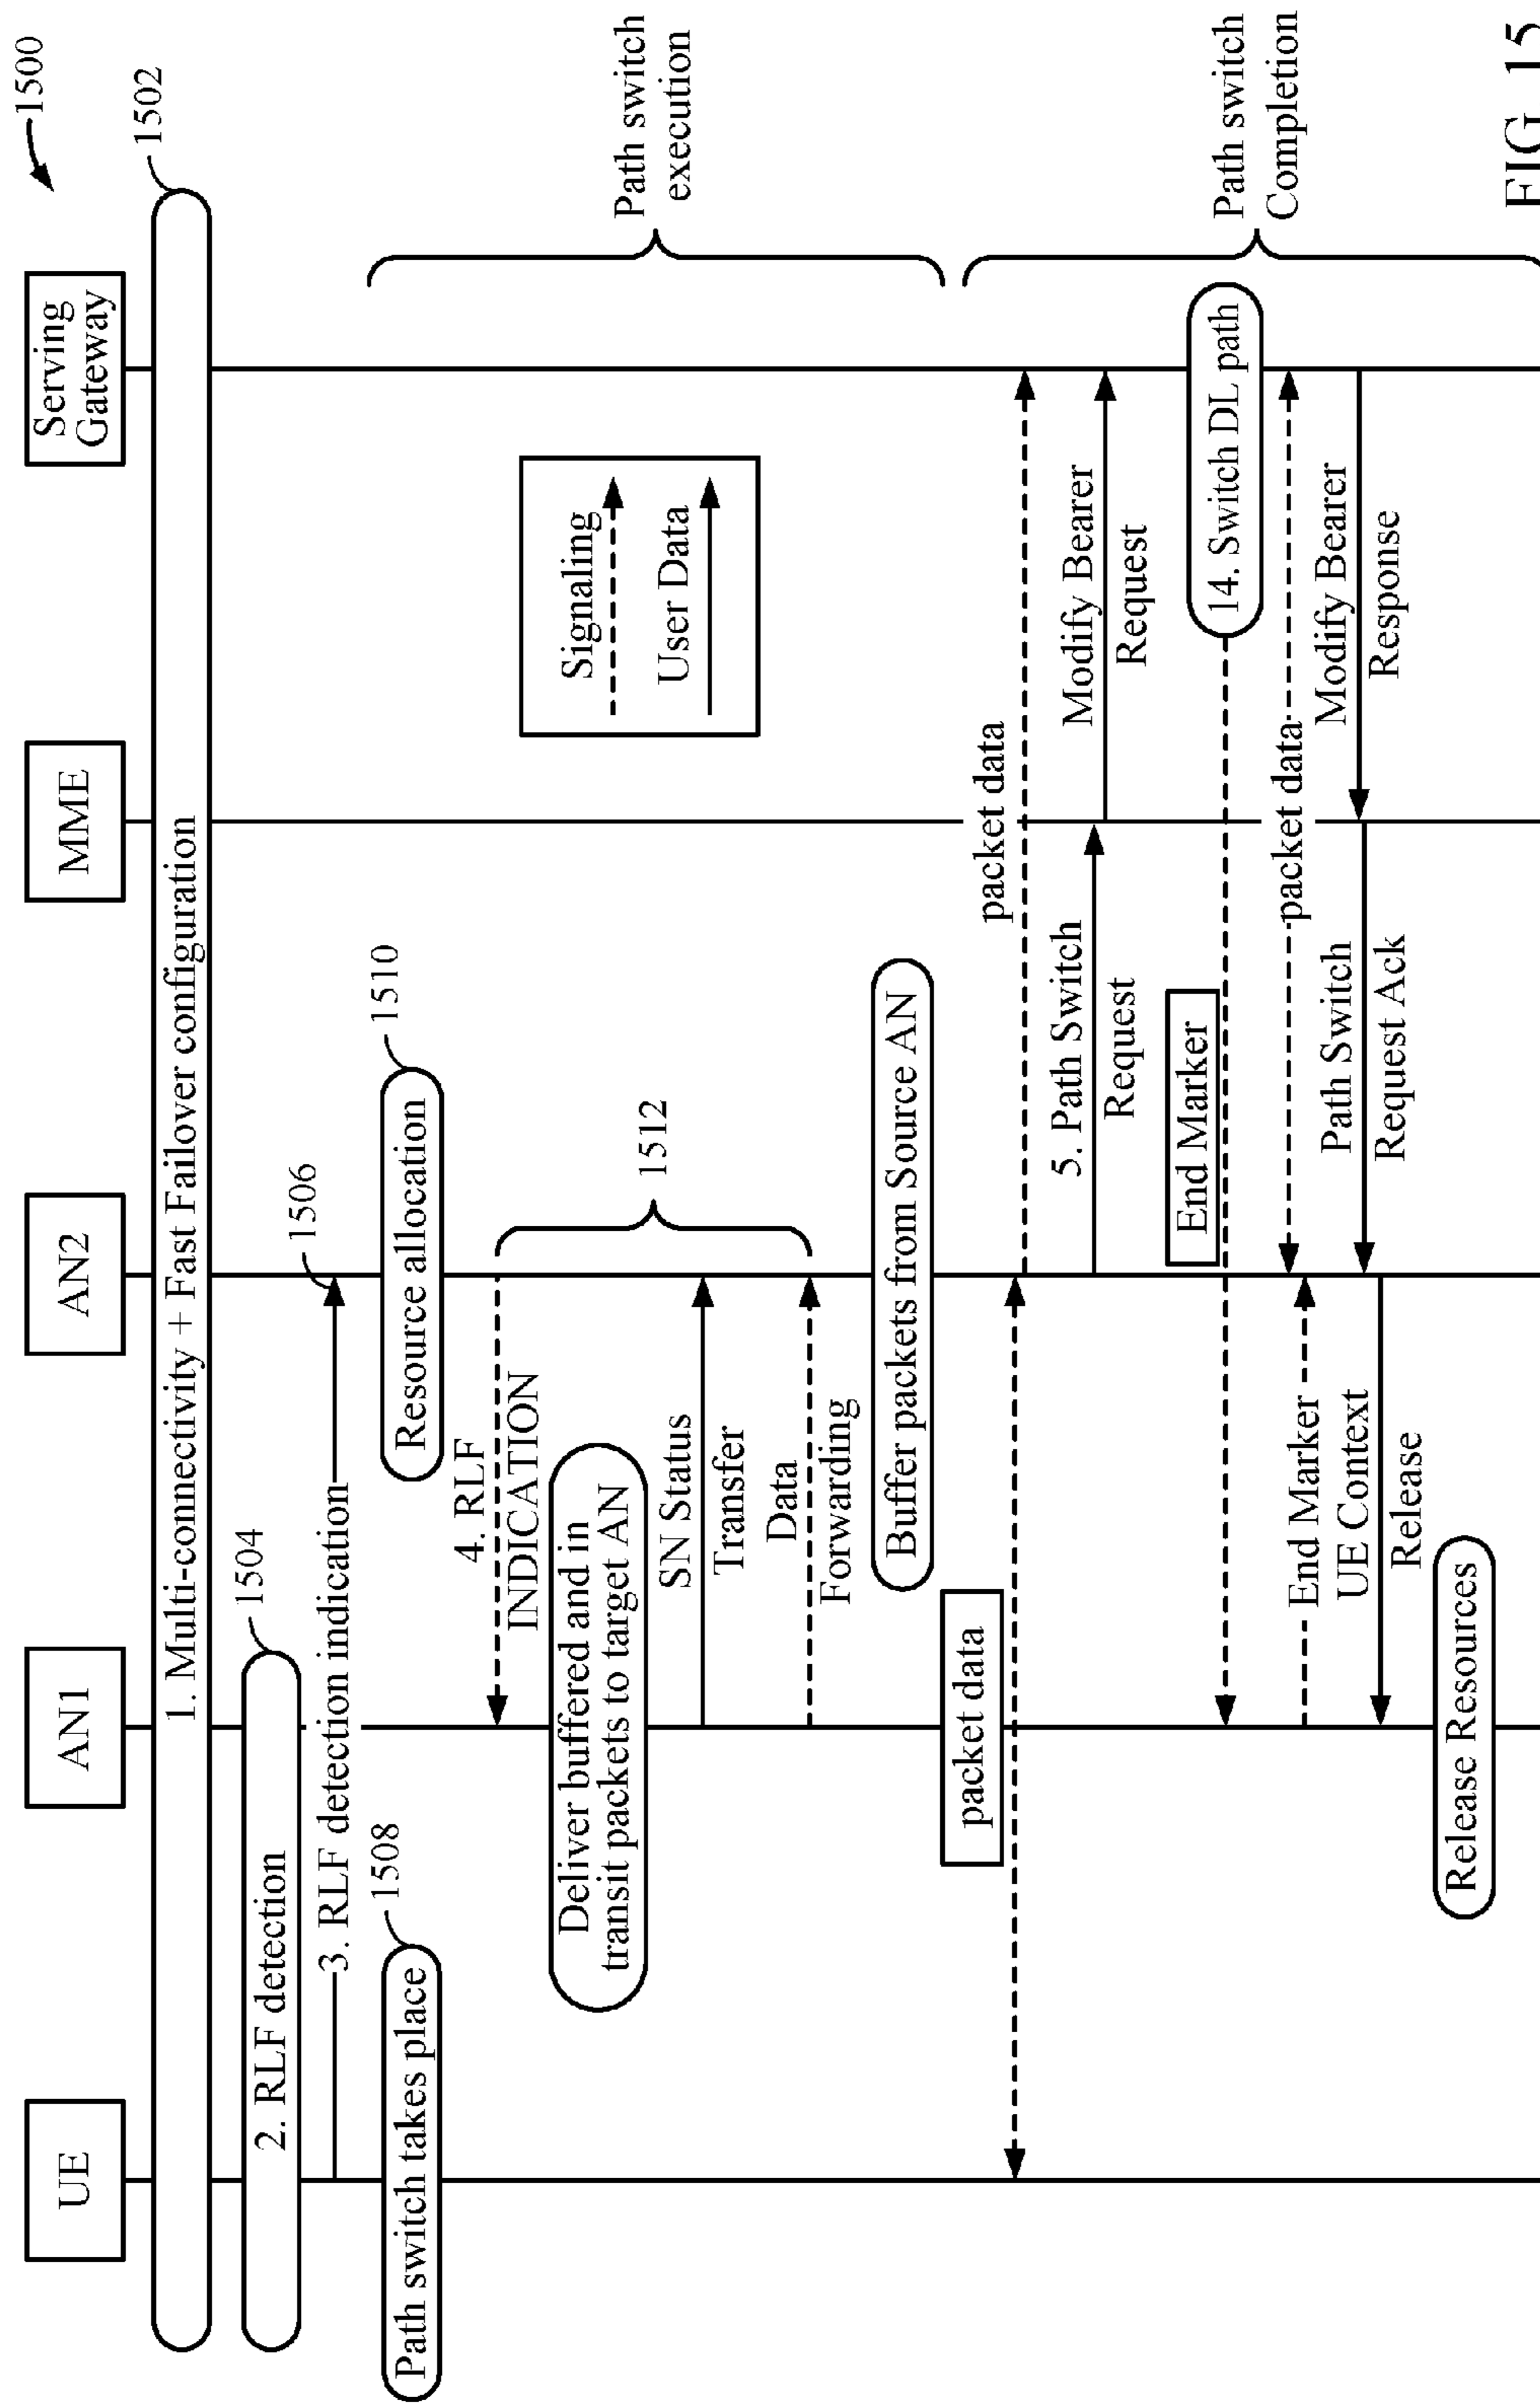 1500
UE
AN1
AN2
MME
Serving
Gateway
1. Multi-connectivity + Fast Failover configuration
1502
2. RLF detection
1504
3. RLF detection indication
1506
Path switch takes place
1508
Resource allocation
1510
4. RLF
INDICATION
Deliver buffered and in
transit packets to target AN
SN Status
Transfer
Data
Forwarding
1512
Buffer packets from Source AN
Signaling
User Data
Path switch
execution
packet data
packet data
5. Path Switch
Request
Modify Bearer
Request
End Marker
14. Switch DL path
packet data
End Marker
Path Switch
Request Ack
Modify Bearer
Response
UE Context
Release
Release Resources
Path switch
Completion
FIG. 15